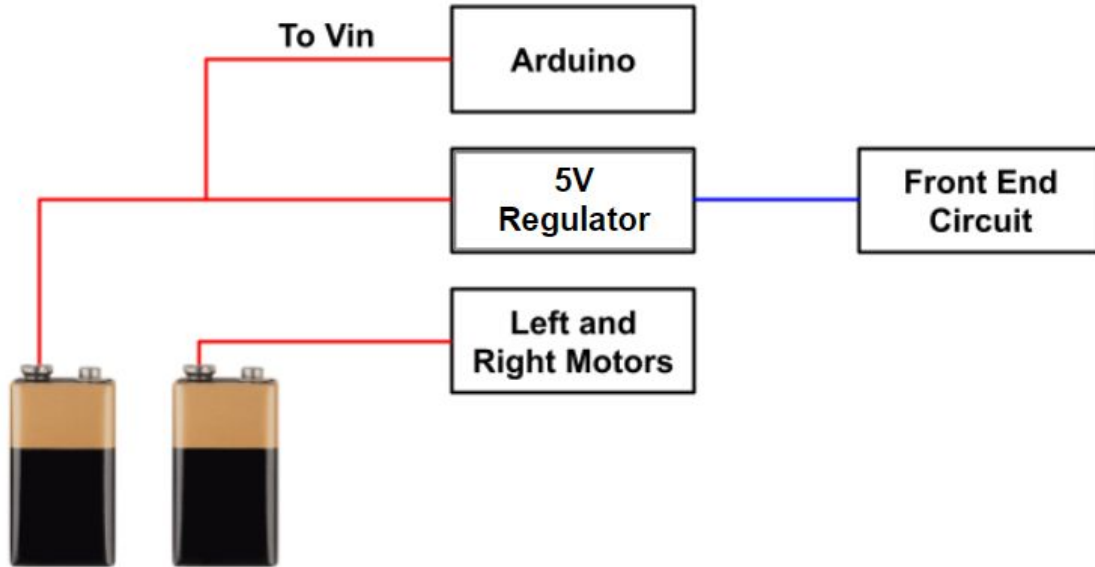 To Vin
Arduino
5V
Regulator
Front End
Circuit
Left and
Right Motors